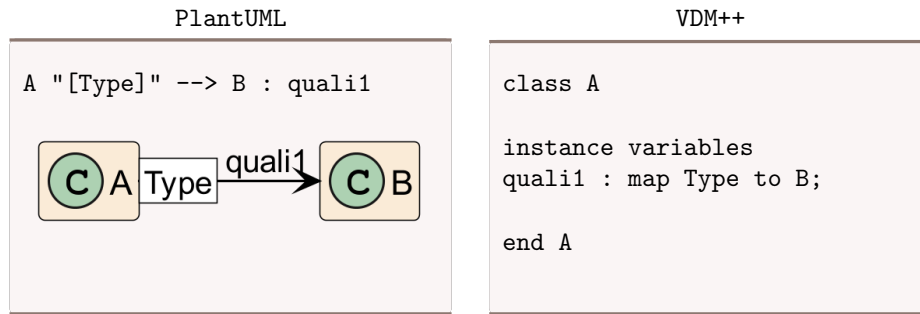 PlantUML
A "[Type]" --> B : quali1
C A Type quali1 C B
VDM++
class A
instance variables
quali1 : map Type to B;
end A